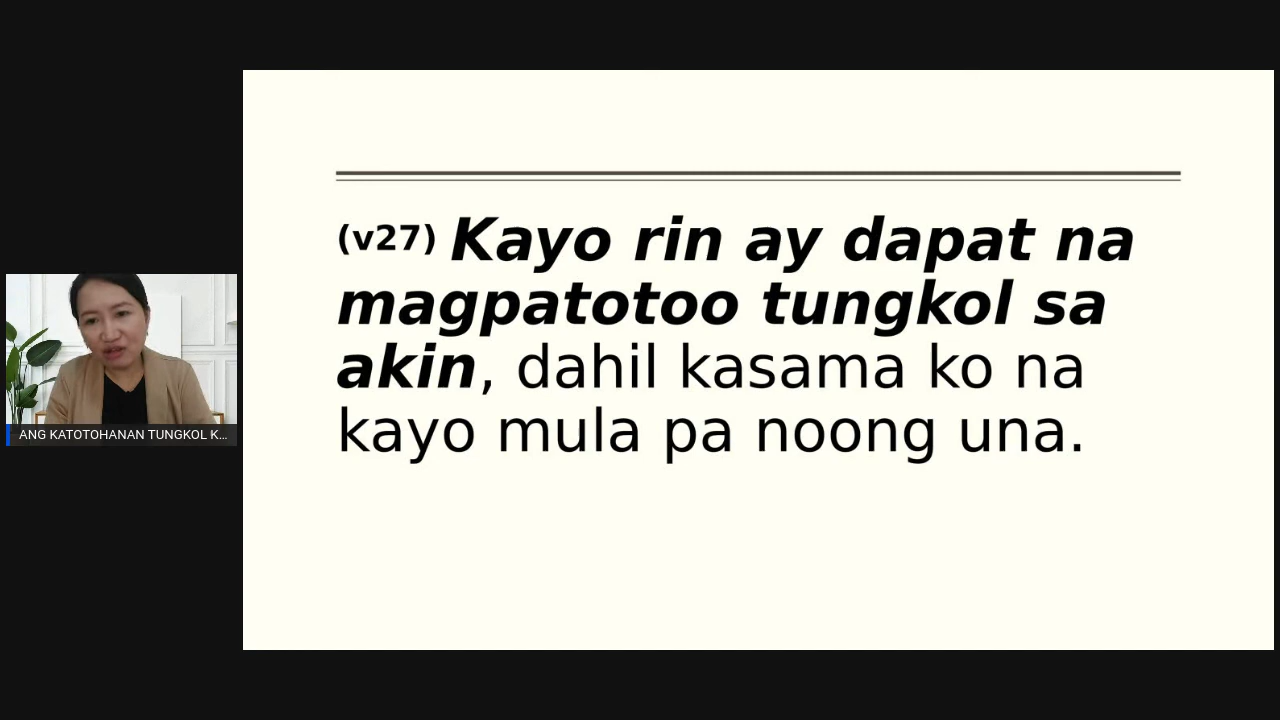 (v27) Kayo rin ay dapat na
magpatotoo tungkol sa
akin, dahil kasama ko na
kayo mula pa noong una.
ANG KATOTOHANAN TUNGKOL K...